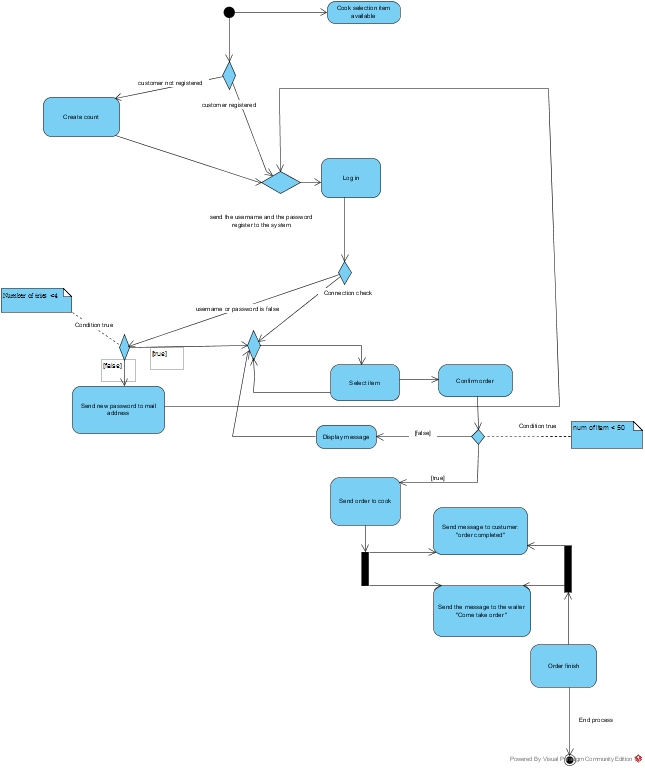 Cook selection item
available
customer not registered
customer registered
Create count
Log in
send the username and the password
register to the system
Connection check
Number of tries <4
username or password is false
Condition true
[true]
[false]
Select item
Confirm order
Send new password to mail
address
Condition true
num of item < 50
[false]
Display message
[true]
Send order to cook
Send message to custumer:
"order completed"
Send the message to the waiter
"Come take order"
Order finish
End process
Powered By Visual Paradigm Community Edition